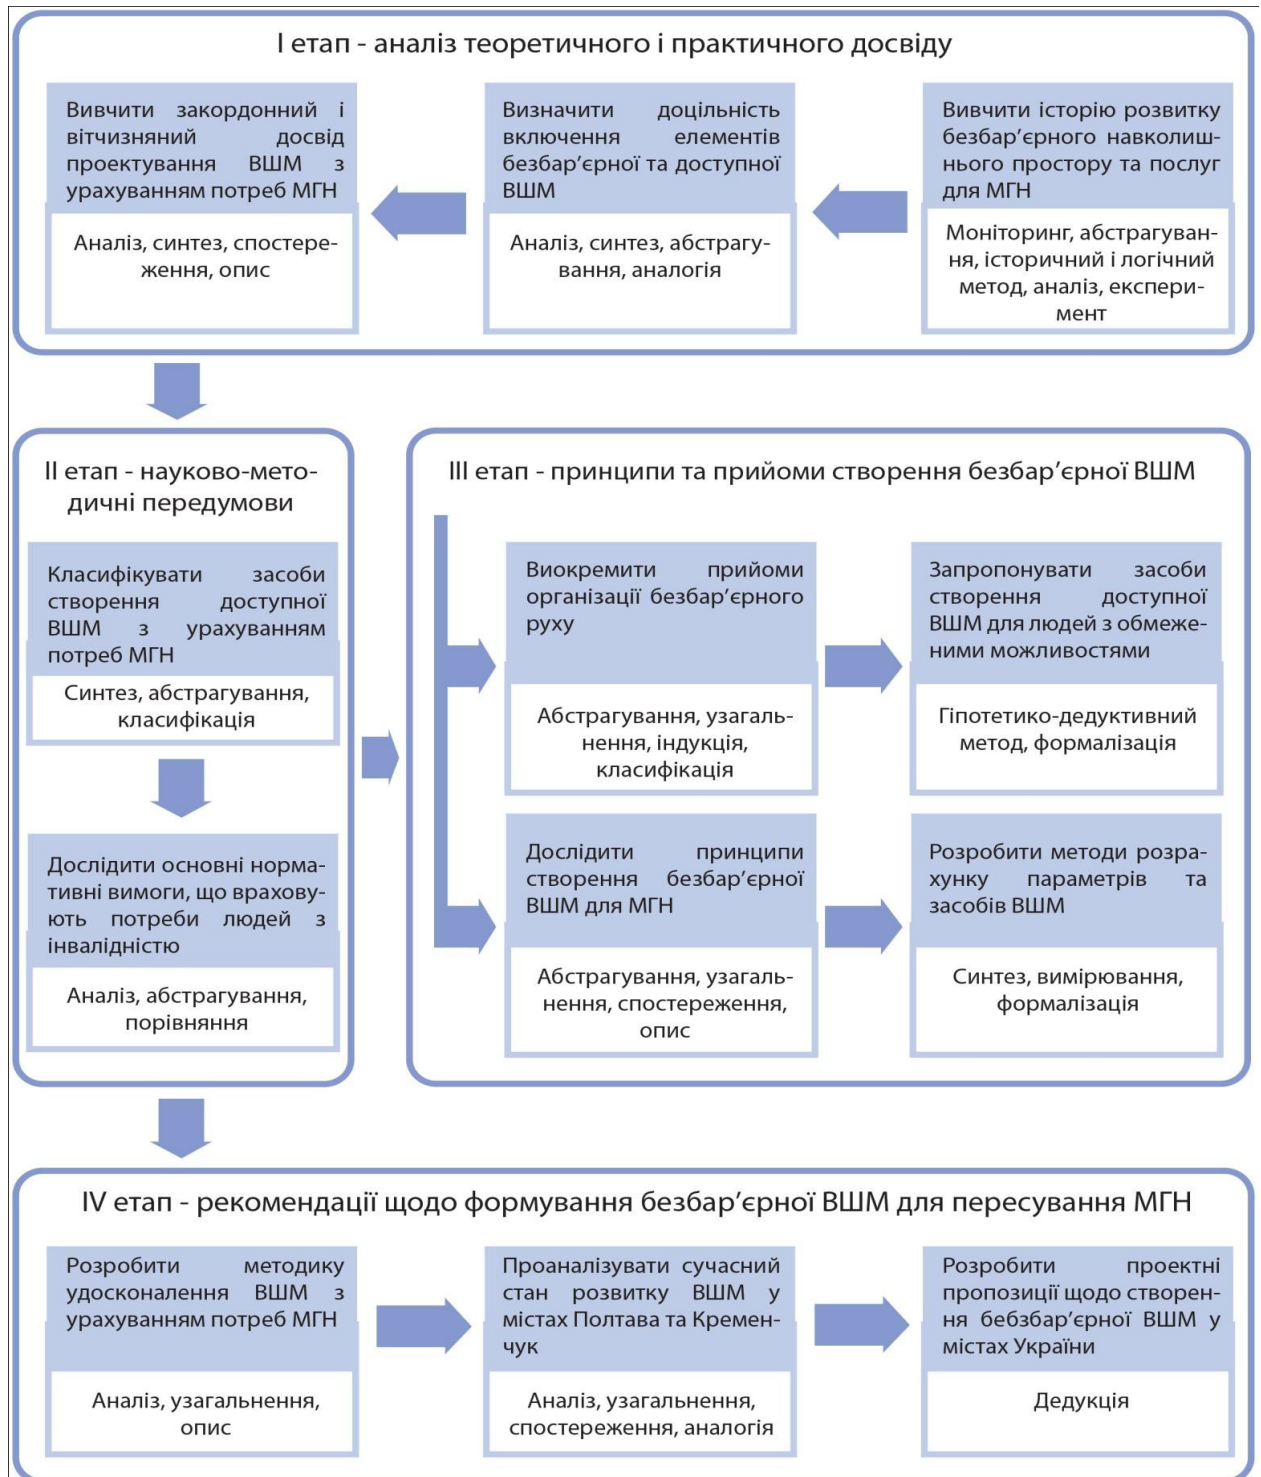 І етап - аналіз теоретичного і практичного досвіду
Вивчити закордонний і
вітчизняний досвід
проектування ВШМ з
урахуванням потреб МГН
Аналіз, синтез, спостере-
ження, опис
Визначити доцільність
включення елементів
безбар’єрної та доступної
ВШМ
Аналіз, синтез, абстрагу-
вання, аналогія
Вивчити історію розвитку
безбар’єрного навколиш-
нього простору та послуг
для МГН
Моніторинг, абстрагуван-
ня, історичний і логічний
метод, аналіз, експери-
мент
ІІ етап - науково-мето-
дичні передумови
Класифікувати засоби
створення доступної
ВШМ з урахуванням
потреб МГН
Синтез, абстрагування,
класифікація
Дослідити основні норма-
тивні вимоги, що врахову-
ють потреби людей з
інвалідністю
Аналіз, абстрагування,
порівняння
ІІІ етап - принципи та прийоми створення безбар’єрної ВШМ
Виокремити прийоми
організації безбар’єрного
руху
Абстрагування, узагаль-
нення, індукція,
класифікація
Запропонувати засоби
створення доступної
ВШМ для людей з обмеже-
ними можливостями
Гіпотетико-дедуктивний
метод, формалізація
Дослідити принципи
створення безбар’єрної
ВШМ для МГН
Абстрагування, узагаль-
нення, спостереження,
опис
Розробити методи розра-
хунку параметрів та
засобів ВШМ
Синтез, вимірювання,
формалізація
IV етап - рекомендації щодо формування безбар’єрної ВШМ для пересування МГН
Розробити методику
удосконалення ВШМ з
урахуванням потреб МГН
Аналіз, узагальнення,
опис
Проаналізувати сучасний
стан розвитку ВШМ у
містах Полтава та Кремен-
чук
Аналіз, узагальнення,
спостереження, аналогія
Розробити проектні
пропозиції щодо створен-
ня бебзбар’єрної ВШМ у
містах України
Дедукція